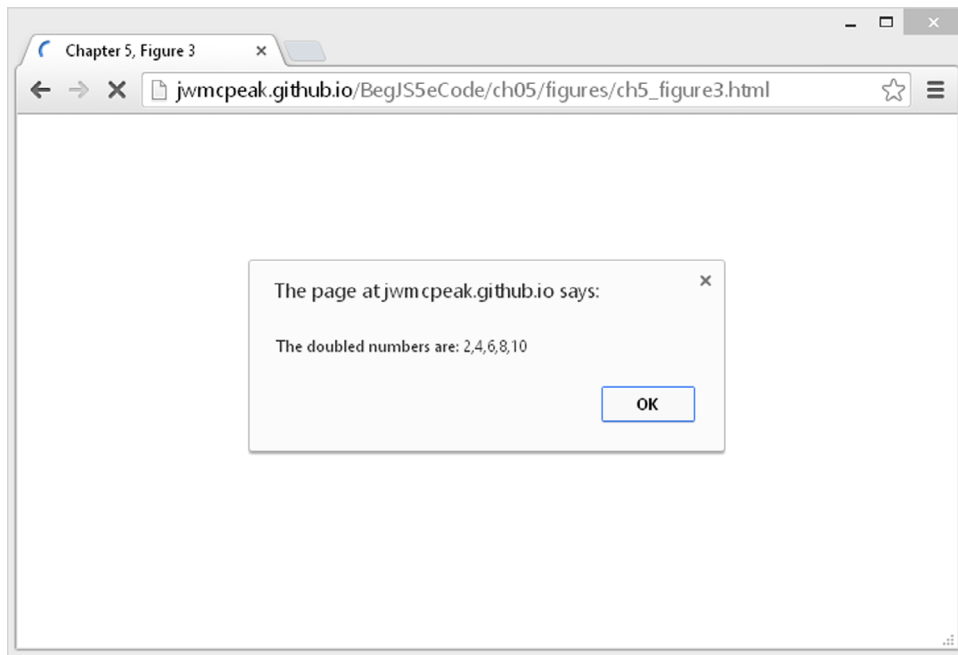 Chapter 5, Figure 3
jwmcpeak.github.io/BegJS5eCode/ch05/figures/ch5_figure3.html
The page at jwmcpeak.github.io says:
The doubled numbers are: 2,4,6,8,10
OK